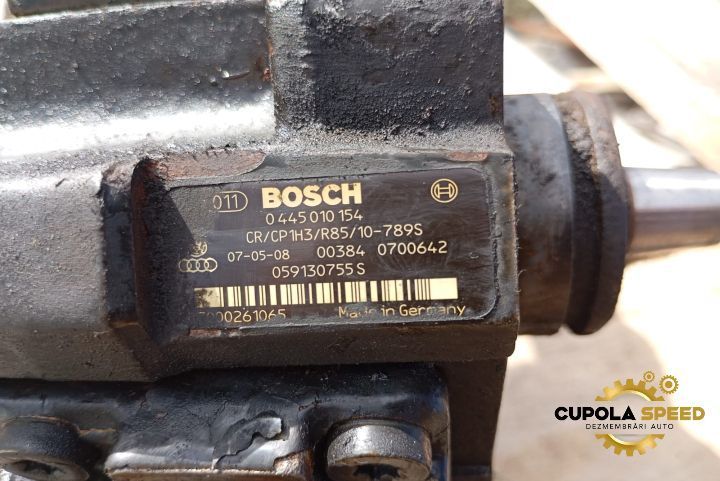 011 BOSCH
0 445 010 154
CR/CP1H3/R85/10-789S
07-05-08 00384 0700642
059130755S
000261065 Made in Germany
CUPOLA SPEED
DEZMEMBRĂRI AUTO